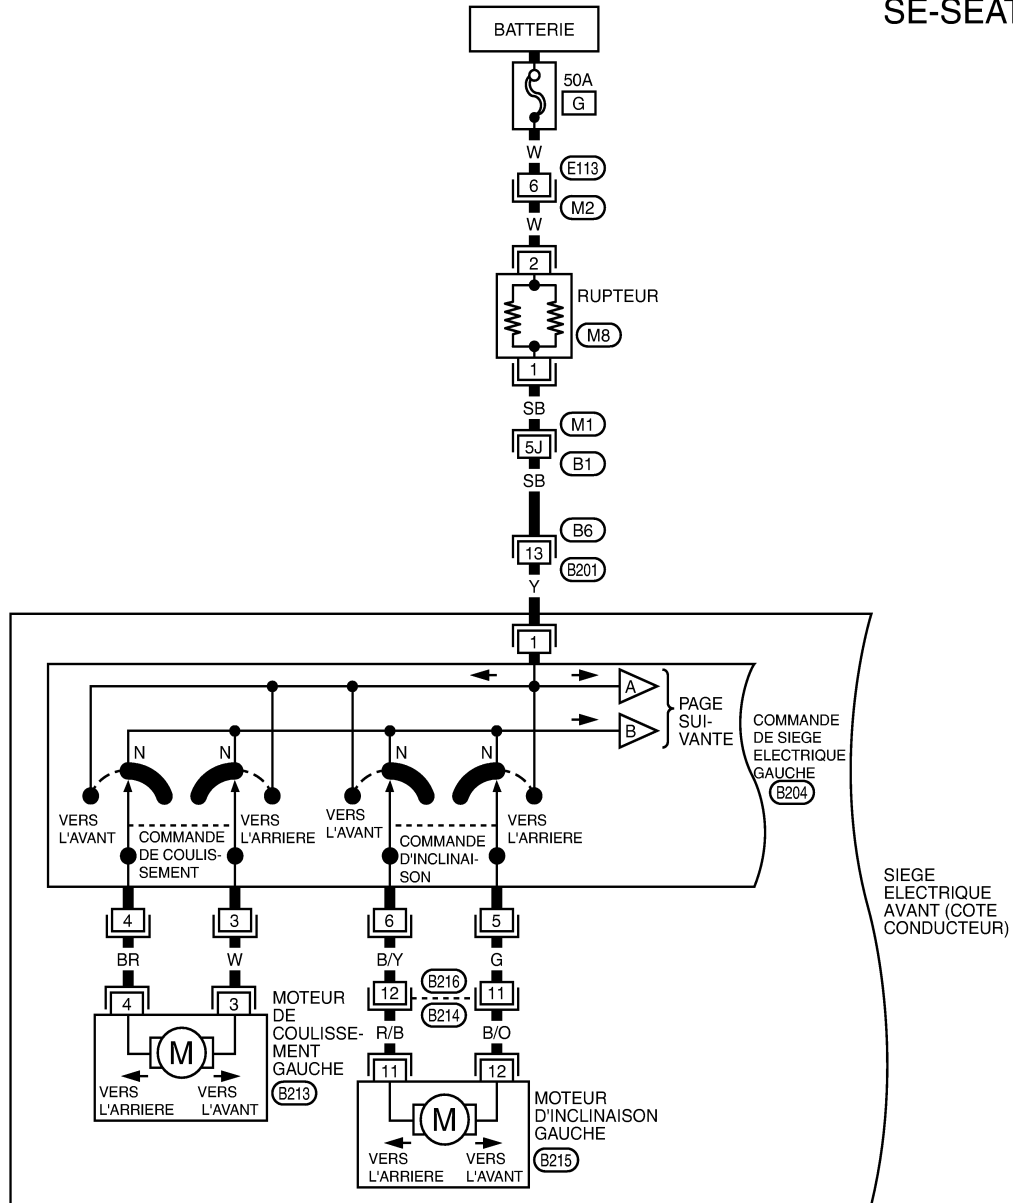 SE-SEAT
BATTERIE
50A
G
W
E113
6
M2
W
2
RUPTEUR
M8
1
SB
M1
5J
B1
SB
B6
13
B201
Y
1
A
B
PAGE
SUI-
VANTE
COMMANDE
DE SIEGE
ELECTRIQUE
GAUCHE
B204
N
N
N
N
VERS
L'AVANT
COMMANDE
DE COULIS-
SEMENT
VERS
L'ARRIERE
VERS
L'AVANT
COMMANDE
D'INCLINAI-
SON
VERS
L'ARRIERE
SIEGE
ELECTRIQUE
AVANT (COTE
CONDUCTEUR)
4
3
6
5
BR
W
B/Y
G
B216
12
11
B214
R/B
B/O
4
3
11
12
MOTEUR
DE
COULISSE-
MENT
GAUCHE
B213
M
VERS
L'ARRIERE
VERS
L'AVANT
MOTEUR
D'INCLINAISON
GAUCHE
B215
M
VERS
L'ARRIERE
VERS
L'AVANT